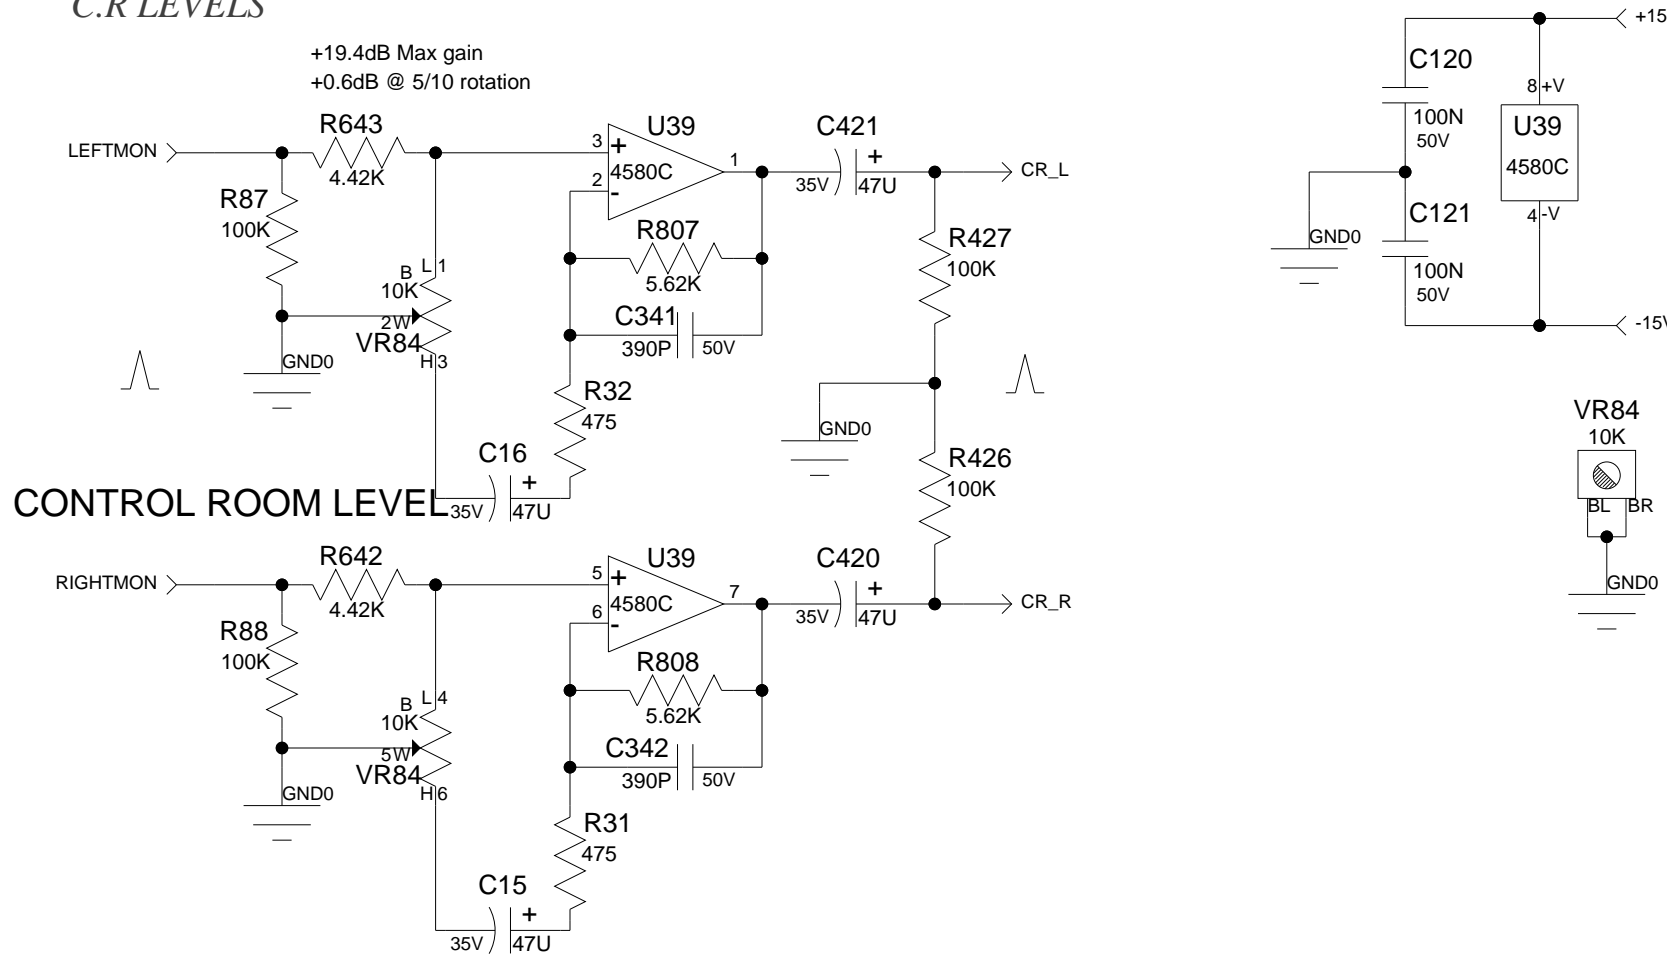 C.R LEVELS
+19.4dB Max gain
+0.6dB @ 5/10 rotation
LEFTMON
R643
4.42K
R87
100K
GND0
L 1
B
10K
2W
VR84
H 3
3
+
2
-
U39
4580C
1
R807
5.62K
C341
390P
50V
R32
475
C16
+
35V
47U
C421
+
35V
47U
CR_L
R427
100K
GND0
R426
100K
CONTROL ROOM LEVEL
RIGHTMON
R642
4.42K
R88
100K
GND0
L 4
B
10K
5W
VR84
H 6
5
+
6
-
U39
4580C
7
R808
5.62K
C342
390P
50V
R31
475
C15
+
35V
47U
C420
+
35V
47U
CR_R
+15
C120
100N
50V
8 +V
U39
4580C
4 -V
GND0
C121
100N
50V
-15V
VR84
10K
BL BR
GND0